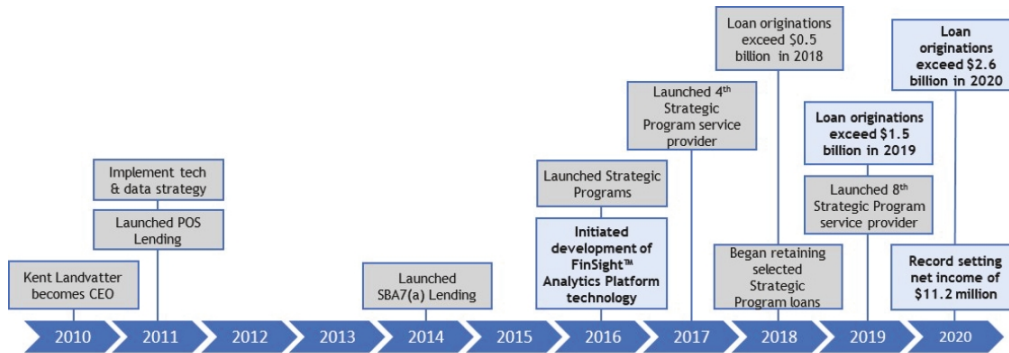 Loan originations
exceed $0.5
billion in 2018
Loan
originations
exceed $2.6
billion in 2020
Launched 4th
Strategic
Program service
provider
Loan originations
exceed $1.5
billion in 2019
Implement tech
& data strategy
Launched Strategic
Programs
Launched 8th
Strategic Program
service provider
Launched POS
Lending
Initiated
development of
FinSight™
Analytics Platform
technology
Began retaining
selected
Strategic
Program loans
Record setting
net income of
$11.2 million
Kent Landvatter
becomes CEO
Launched
SBA7(a) Lending
2010 2011 2012 2013 2014 2015 2016 2017 2018 2019 2020